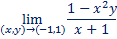 lim (x,y)→(−1,1) (1 − x²y)/(x + 1)